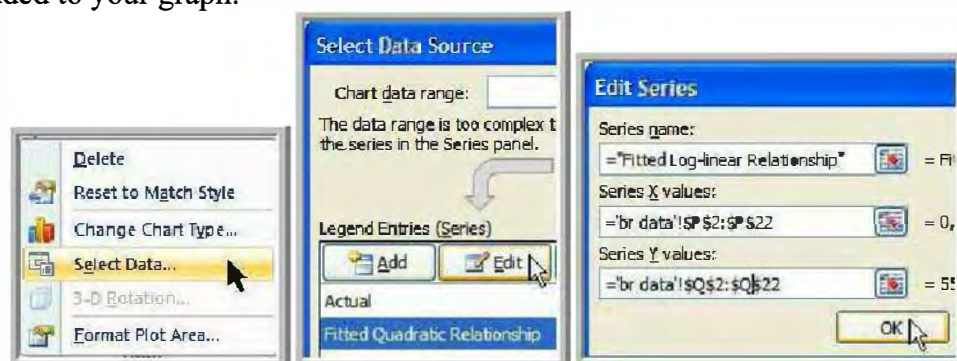 ded to your graph.
Delete
Reset to Match Style
Change Chart Type...
Select Data...
3-D Rotation...
Format Plot Area...
Select Data Source
Chart data range:
The data range is too complex t
the series in the Series panel.
Legend Entries (Series)
Add
Edit
Actual
Fitted Quadratic Relationship
Edit Series
Series name:
="Fitted Log-linear Relationship"
= Fi
Series X values:
='br data'!$P$2:$P$22
= 0,
Series Y values:
='br data'!$Q$2:$Q$22
= 55
OK